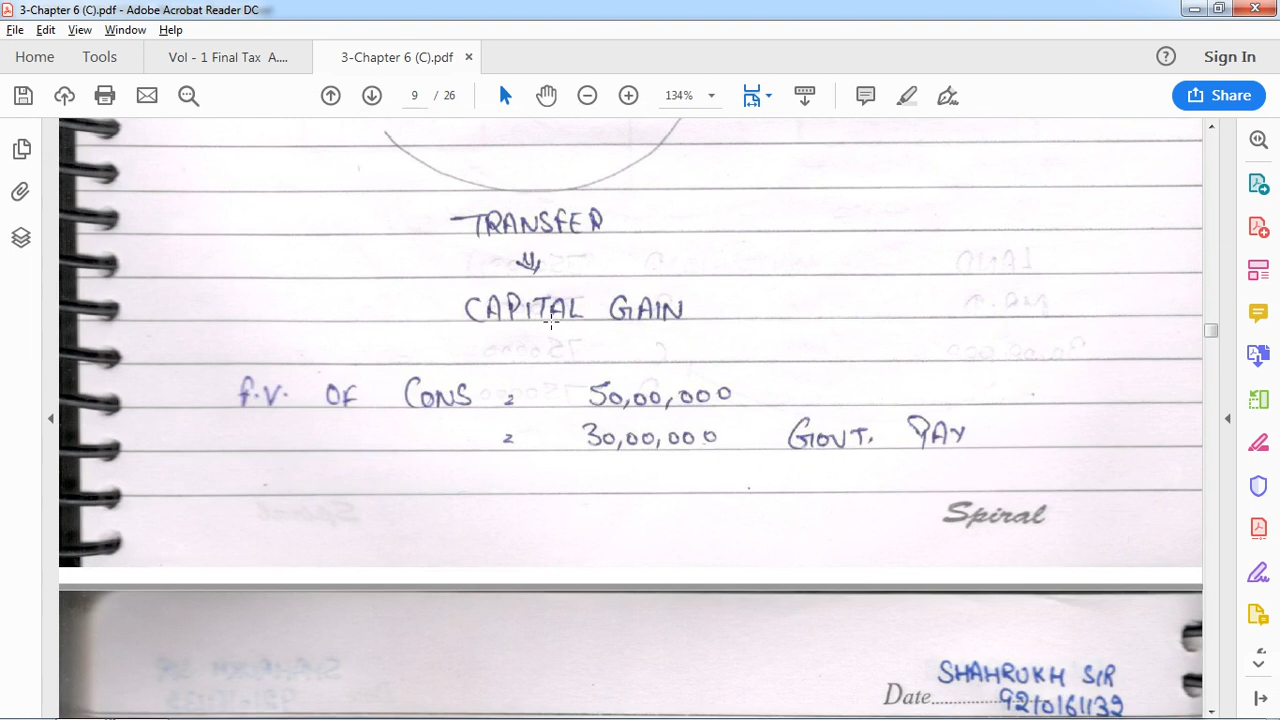 3-Chapter 6 (C).pdf - Adobe Acrobat Reader DC
File Edit View Window Help
Home Tools Vol - 1 Final Tax A.... 3-Chapter 6 (C).pdf × ? Sign In
9 / 26 134% Share
TRANSFER
CAPITAL GAIN
F.V. OF CONS = 50,00,000
= 30,00,000 GOVT. PAY
Spiral
SHAHRUKH SIR
Date 9210161132